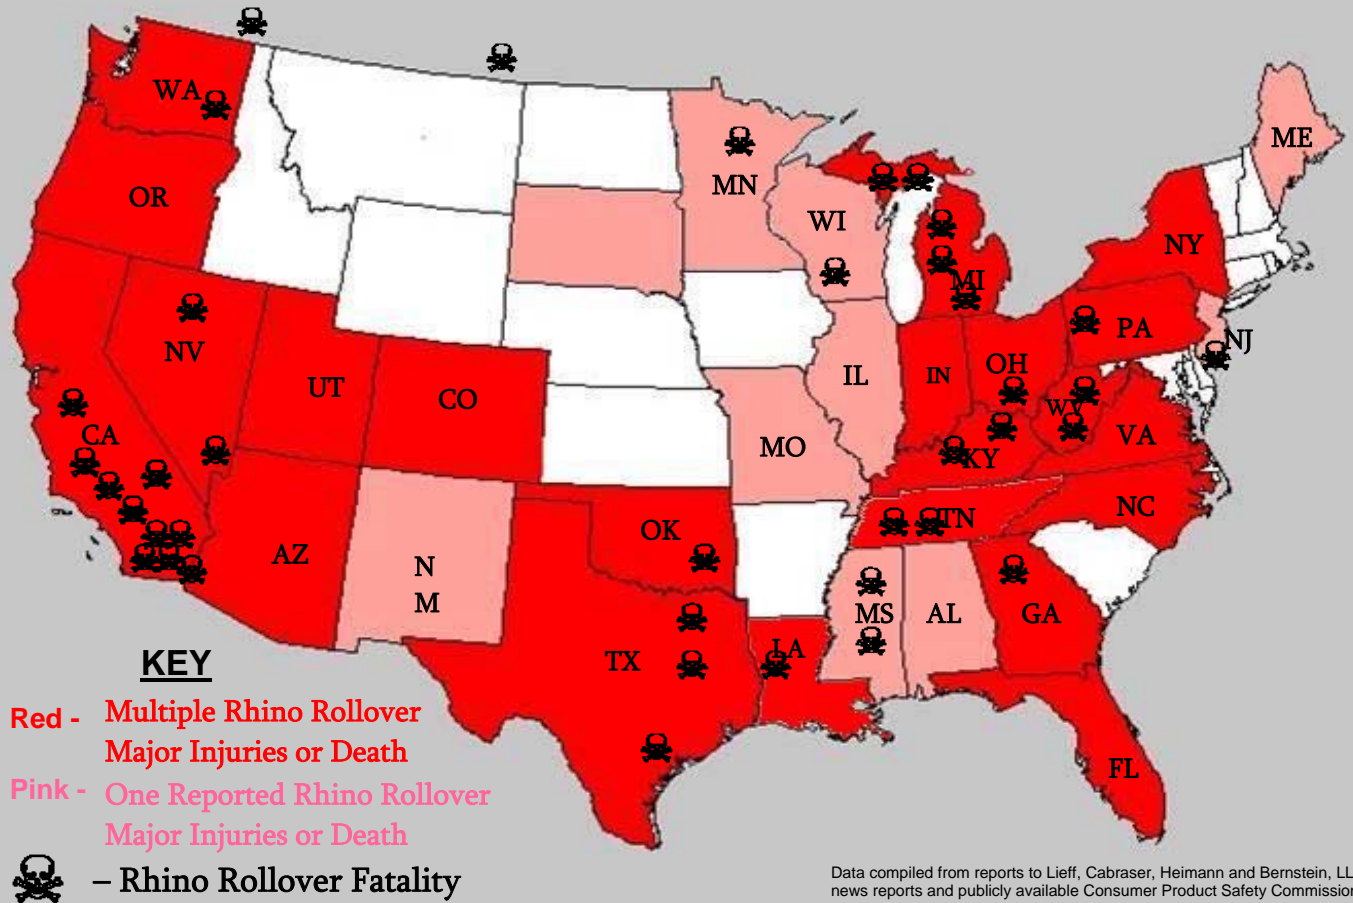 WA
OR
MN
ME
WI
NY
MI
NV
PA
NJ
UT
CO
IL
IN
OH
WV
CA
MO
KY
VA
NC
OK
TN
AZ
N
M
MS
AL
GA
TX
LA
FL
KEY
Red - Multiple Rhino Rollover
Major Injuries or Death
Pink - One Reported Rhino Rollover
Major Injuries or Death
– Rhino Rollover Fatality
Data compiled from reports to Lieff, Cabraser, Heimann and Bernstein, LL
news reports and publicly available Consumer Product Safety Commission